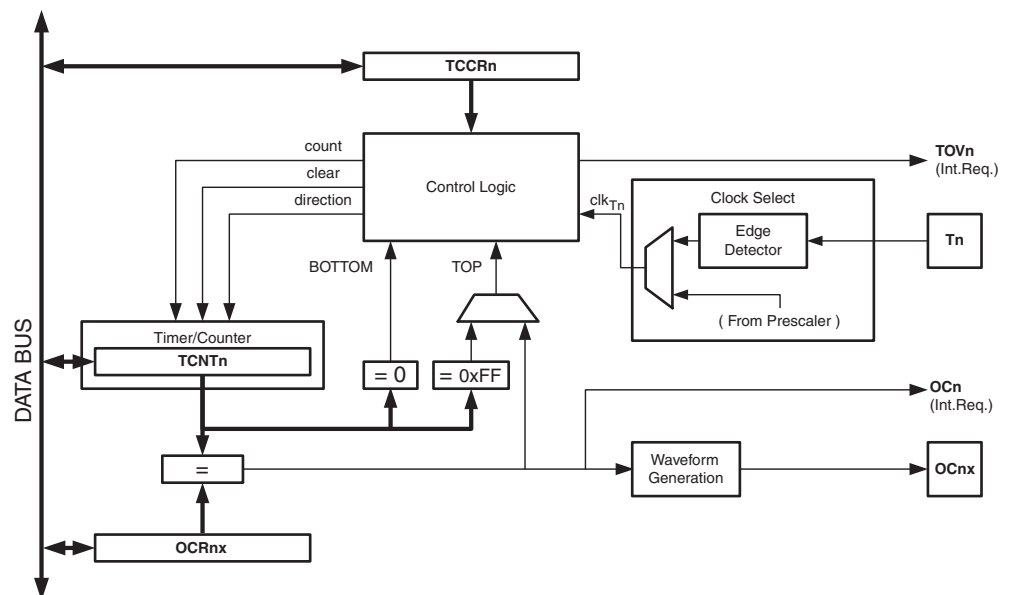 TCCRn
count
clear
direction
Control Logic
TOVn
(Int.Req.)
clkTn
Clock Select
Edge
Detector
Tn
( From Prescaler )
BOTTOM
TOP
Timer/Counter
TCNTn
= 0
= 0xFF
DATA BUS
OCn
(Int.Req.)
=
Waveform
Generation
OCnx
OCRnx